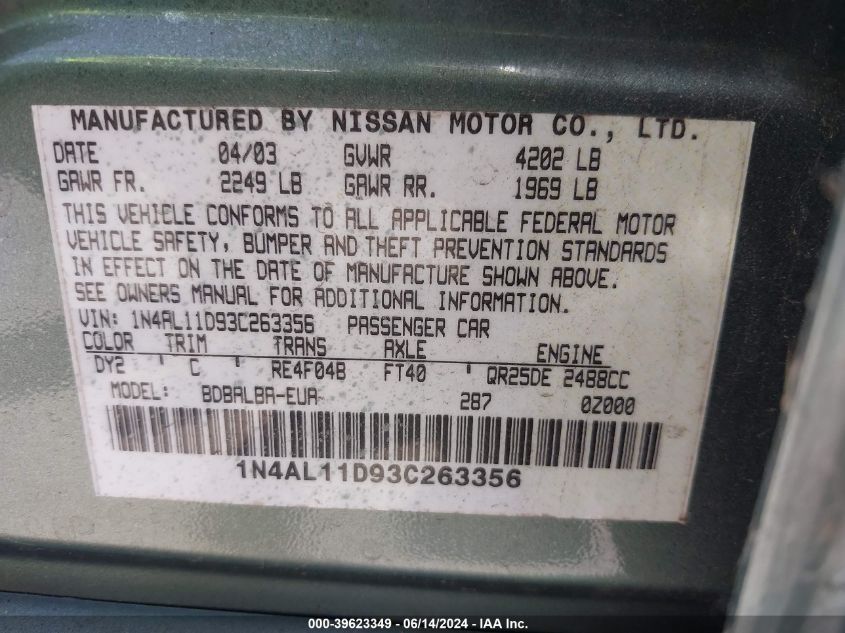 MANUFACTURED BY NISSAN MOTOR CO., LTD.
DATE 04/03 GVWR 4202 LB
GAWR FR. 2249 LB GAWR RR. 1969 LB
THIS VEHICLE CONFORMS TO ALL APPLICABLE FEDERAL MOTOR
VEHICLE SAFETY, BUMPER AND THEFT PREVENTION STANDARDS
IN EFFECT ON THE DATE OF MANUFACTURE SHOWN ABOVE.
SEE OWNERS MANUAL FOR ADDITIONAL INFORMATION.
VIN: 1N4AL11D93C263356 PASSENGER CAR
COLOR TRIM TRANS AXLE ENGINE
DY2 ' C ' RE4F04B FT40 ' QR25DE 2488CC
MODEL: BDBALBA-EUA 287 0Z000
1N4AL11D93C263356
000-39623349 - 06/14/2024 - IAA Inc.